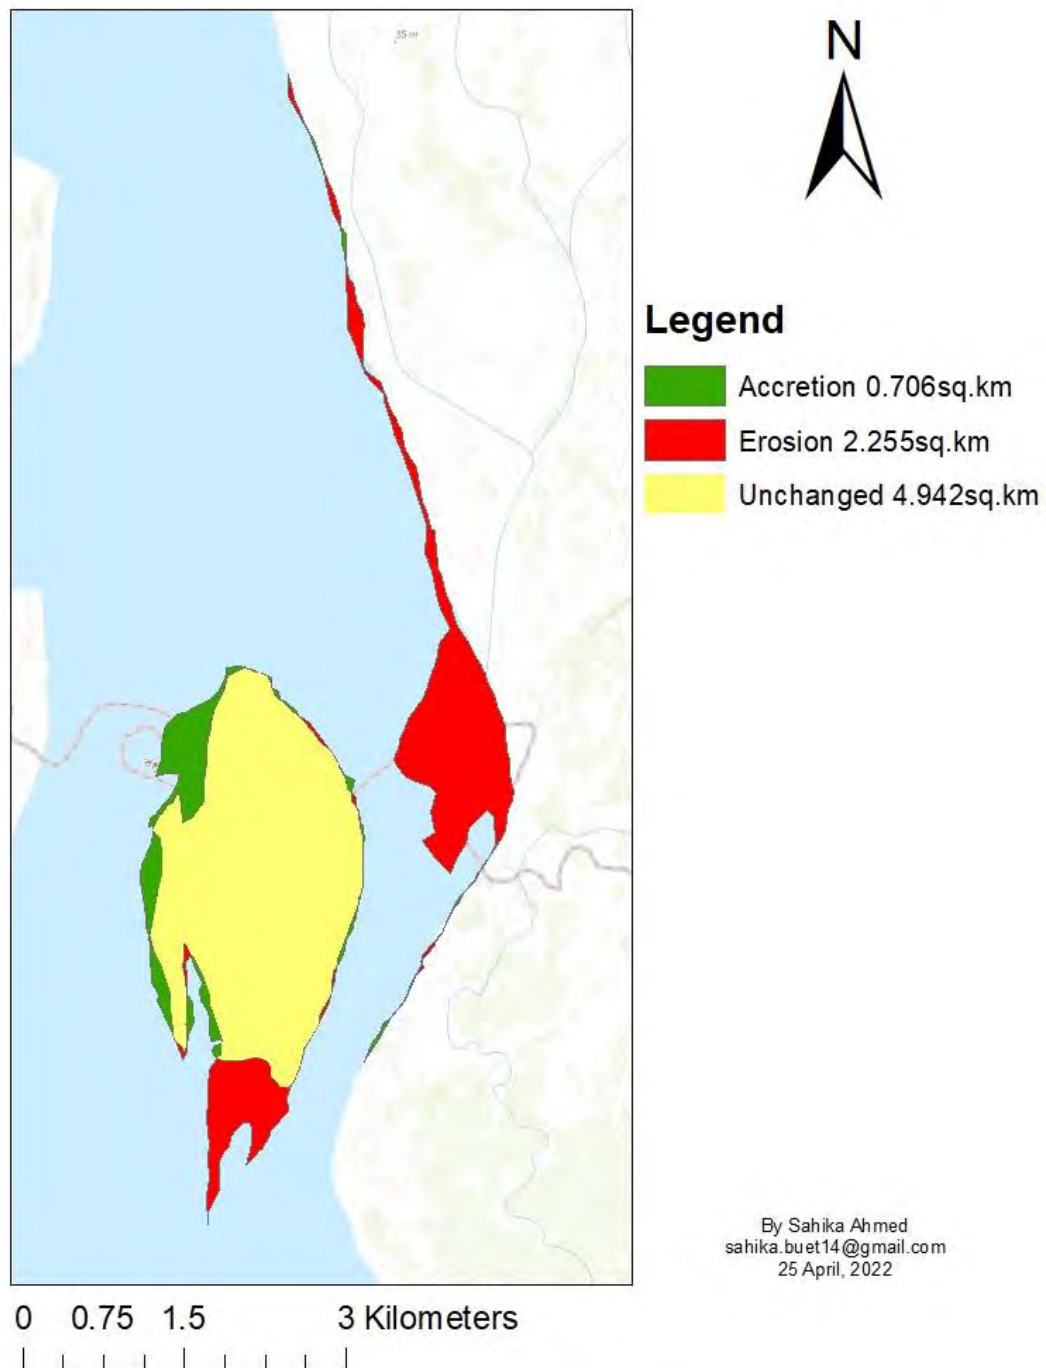 35 m
N
Legend
Accretion 0.706sq.km
Erosion 2.255sq.km
Unchanged 4.942sq.km
By Sahika Ahmed
sahika.buet14@gmail.com
25 April, 2022
0 0.75 1.5 3 Kilometers